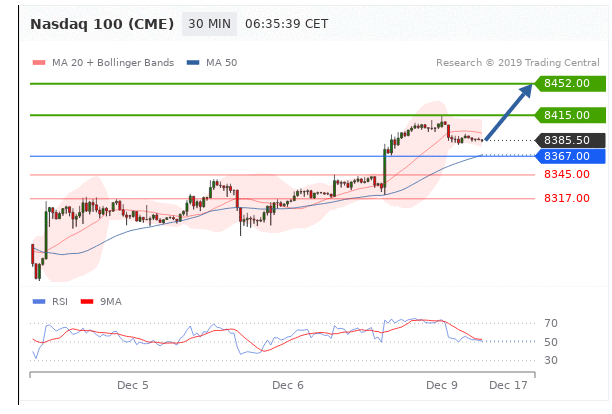 Nasdaq 100 (CME) 30 MIN 06:35:39 CET
MA 20 + Bollinger Bands MA 50 Research © 2019 Trading Central
8452.00
8415.00
8385.50
8367.00
8345.00
8317.00
RSI 9MA
70
50
30
Dec 5 Dec 6 Dec 9 Dec 17